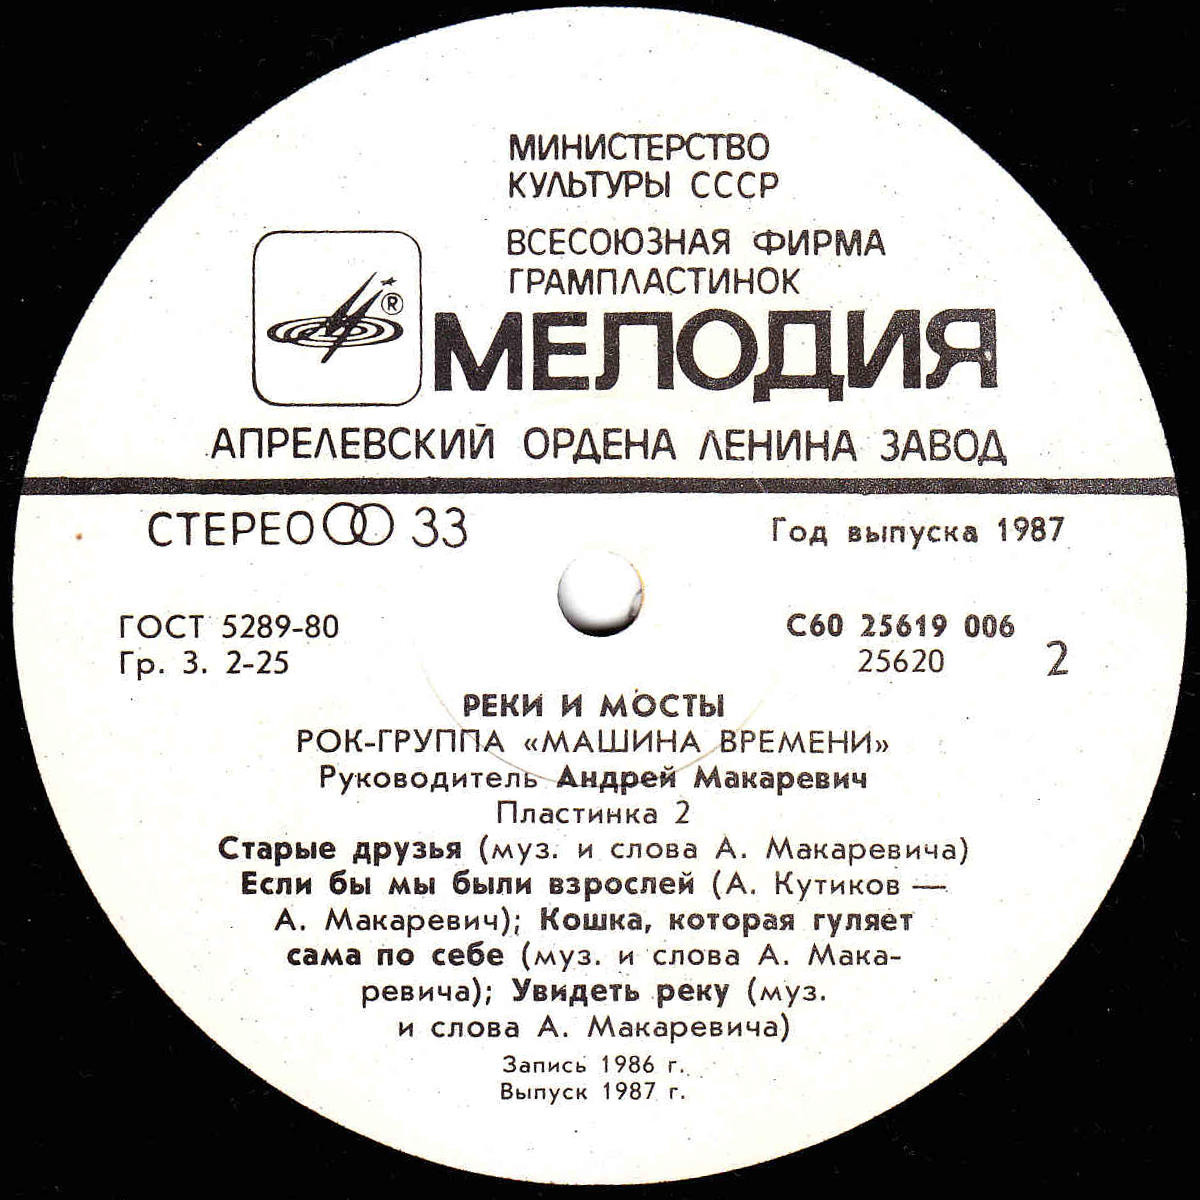 МИНИСТЕРСТВО
КУЛЬТУРЫ СССР
ВСЕСОЮЗНАЯ ФИРМА
ГРАМПЛАСТИНОК
®
МЕЛОДИЯ
АПРЕЛЕВСКИЙ ОРДЕНА ЛЕНИНА ЗАВОД
СТЕРЕО 33
Год выпуска 1987
ГОСТ 5289-80
Гр. 3. 2-25
С60 25619 006
25620
2
РЕКИ И МОСТЫ
РОК-ГРУППА «МАШИНА ВРЕМЕНИ»
Руководитель Андрей Макаревич
Пластинка 2
Старые друзья (муз. и слова А. Макаревича)
Если бы мы были взрослей (А. Кутиков —
А. Макаревич); Кошка, которая гуляет
сама по себе (муз. и слова А. Мака-
ревича); Увидеть реку (муз.
и слова А. Макаревича)
Запись 1986 г.
Выпуск 1987 г.